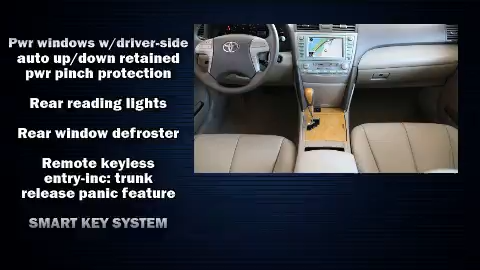 Pwr windows w/driver-side
auto up/down retained
pwr pinch protection
Rear reading lights
Rear window defroster
Remote keyless
entry-inc: trunk
release panic feature
SMART KEY SYSTEM